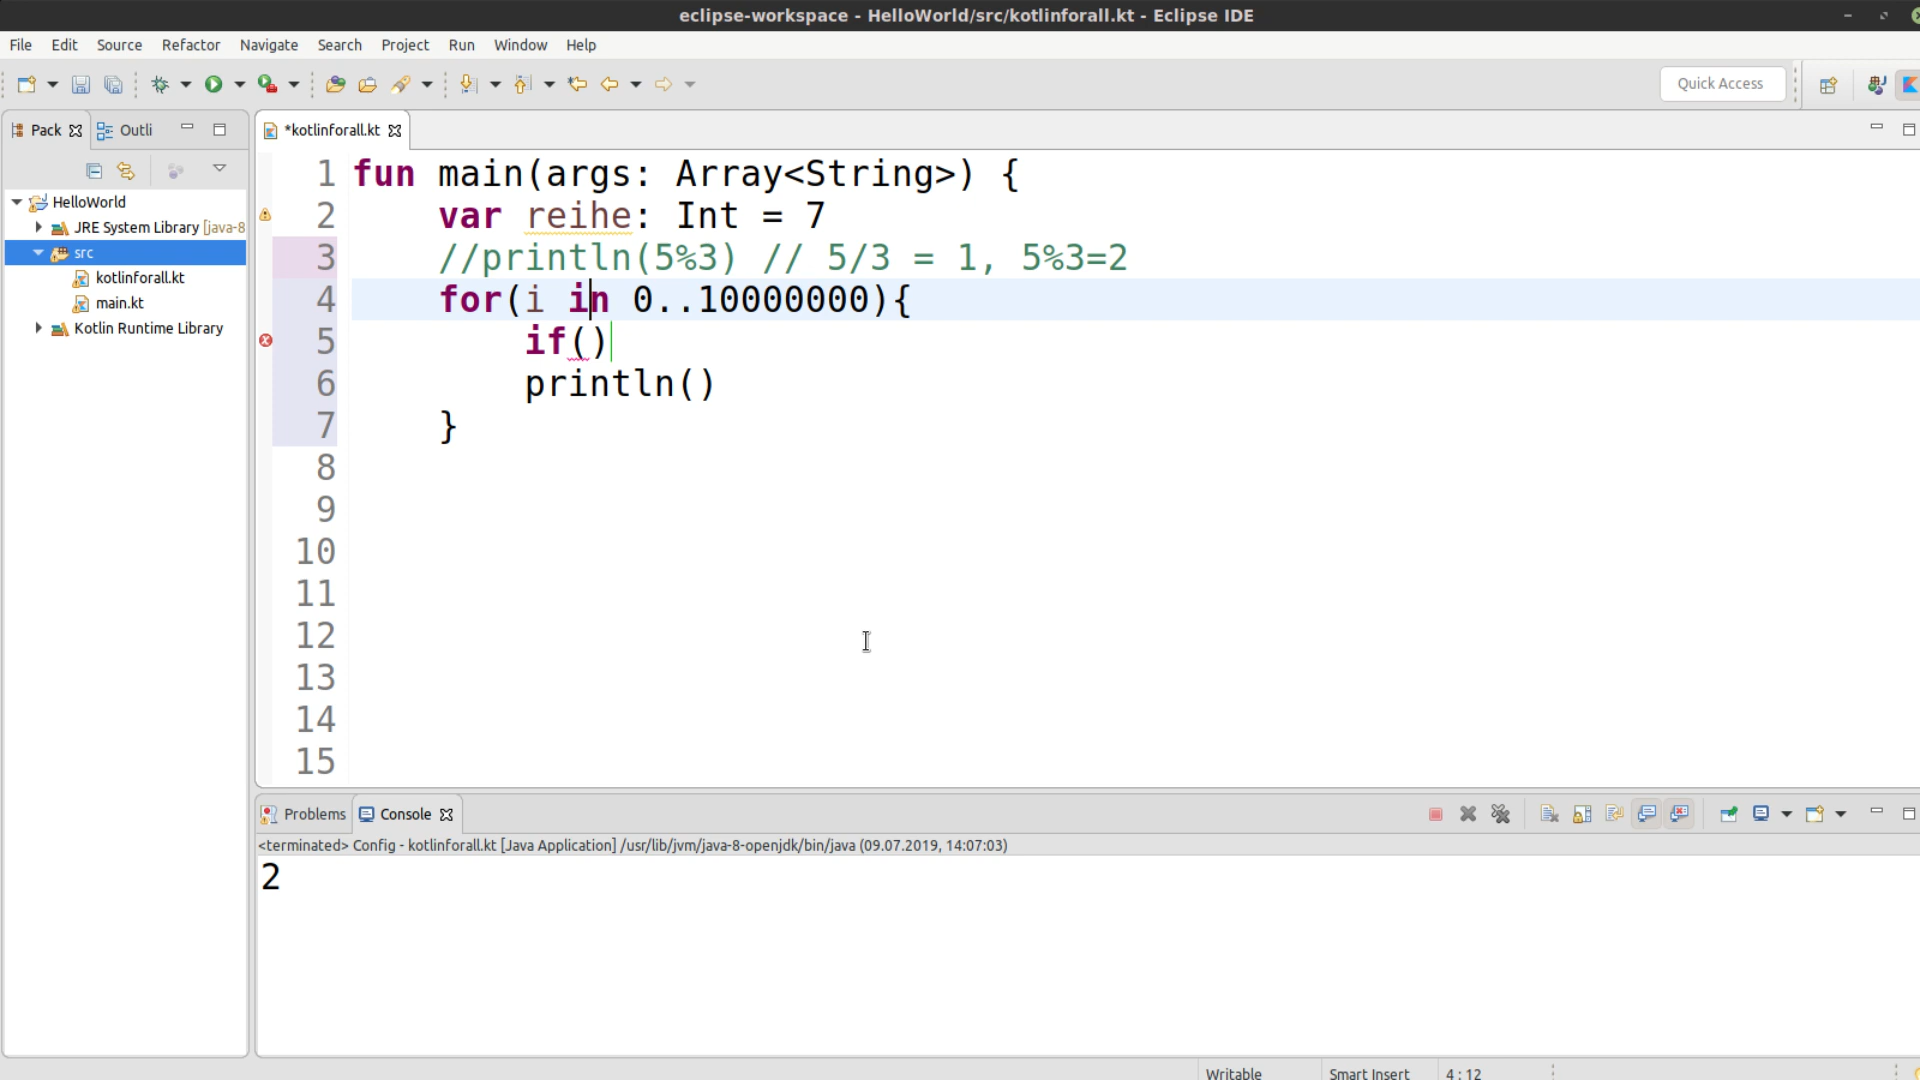 eclipse-workspace - HelloWorld/src/kotlinforall.kt - Eclipse IDE
File Edit Source Refactor Navigate Search Project Run Window Help
Quick Access
Pack Outli
*kotlinforall.kt
HelloWorld
JRE System Library [java-8
src
kotlinforall.kt
main.kt
Kotlin Runtime Library
1 fun main(args: Array<String>) {
2 var reihe: Int = 7
3 //println(5%3) // 5/3 = 1, 5%3=2
4 for(i in 0..10000000){
5 if()
6 println()
7 }
8
9
10
11
12
13
14
15
Problems Console
<terminated> Config - kotlinforall.kt [Java Application] /usr/lib/jvm/java-8-openjdk/bin/java (09.07.2019, 14:07:03)
2
Writable Smart Insert 4 : 12